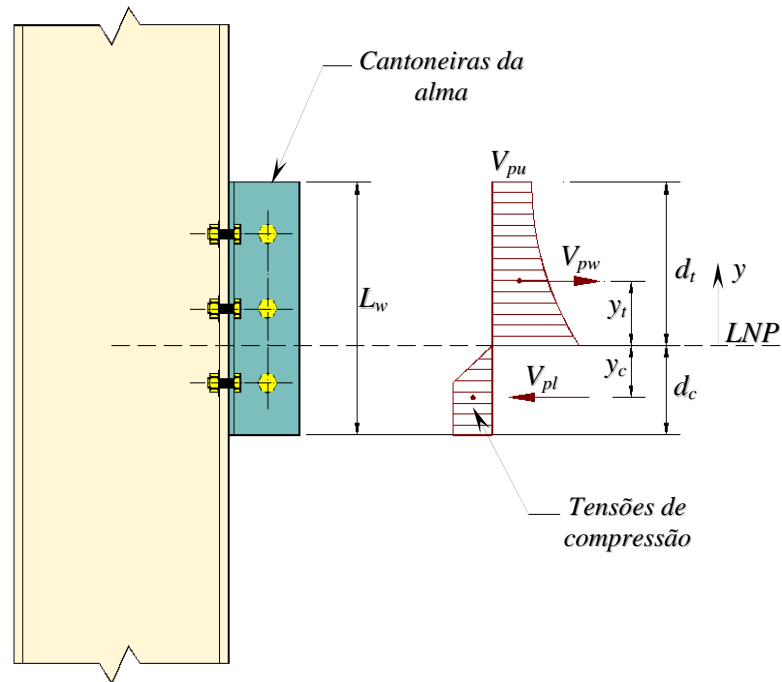 Cantoneiras da
alma
V_pu
V_pw
L_w
d_t
y
y_t
LNP
y_c
V_pl
d_c
Tensões de
compressão